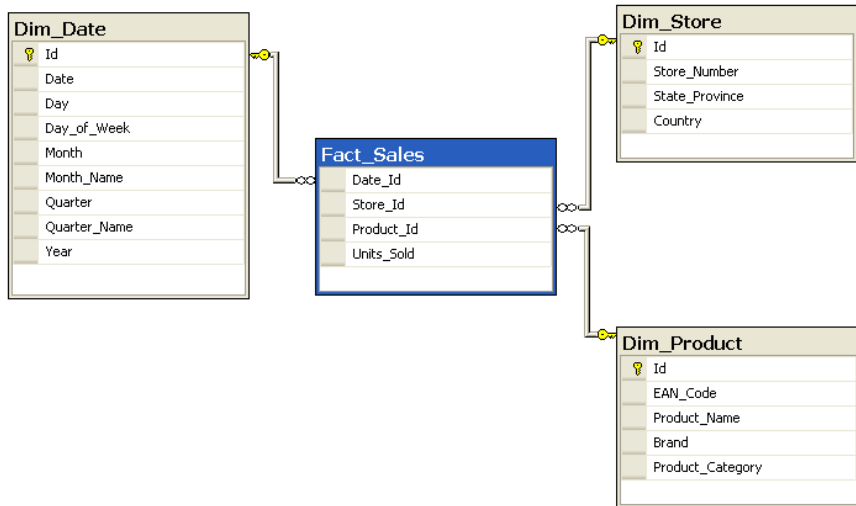 Dim_Date
Id
Date
Day
Day_of_Week
Month
Month_Name
Quarter
Quarter_Name
Year
Fact_Sales
Date_Id
Store_Id
Product_Id
Units_Sold
Dim_Store
Id
Store_Number
State_Province
Country
Dim_Product
Id
EAN_Code
Product_Name
Brand
Product_Category